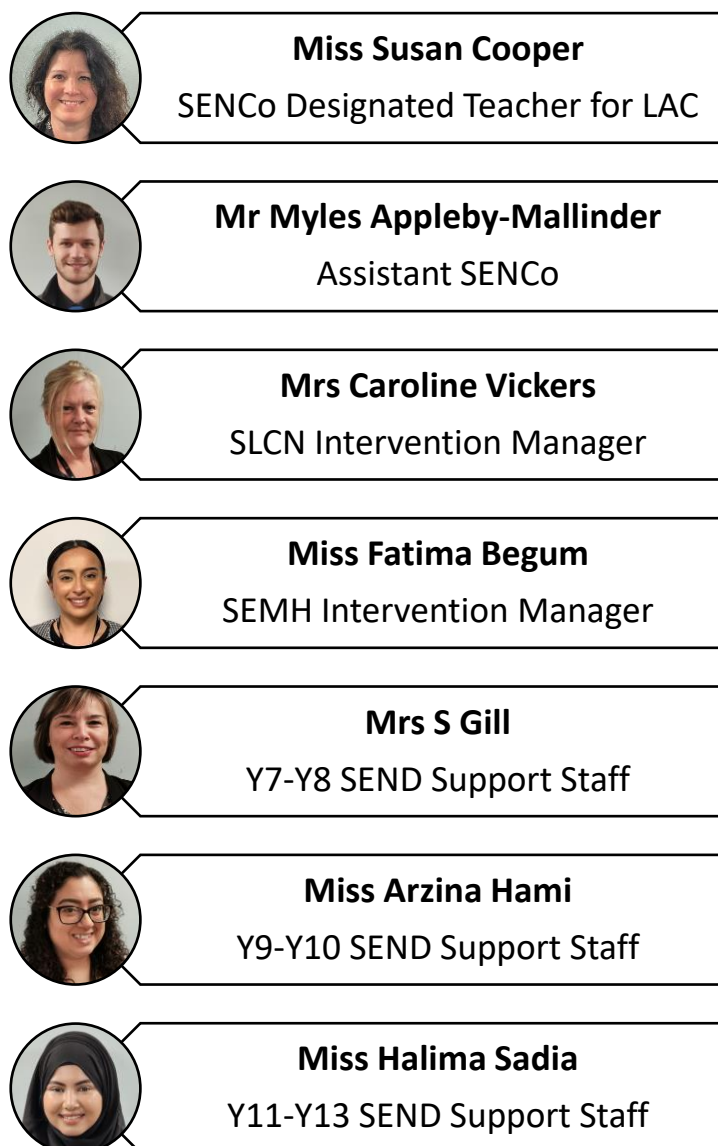 Miss Susan Cooper
SENCo Designated Teacher for LAC
Mr Myles Appleby-Mallinder
Assistant SENCo
Mrs Caroline Vickers
SLCN Intervention Manager
Miss Fatima Begum
SEMH Intervention Manager
Mrs S Gill
Y7-Y8 SEND Support Staff
Miss Arzina Hami
Y9-Y10 SEND Support Staff
Miss Halima Sadia
Y11-Y13 SEND Support Staff